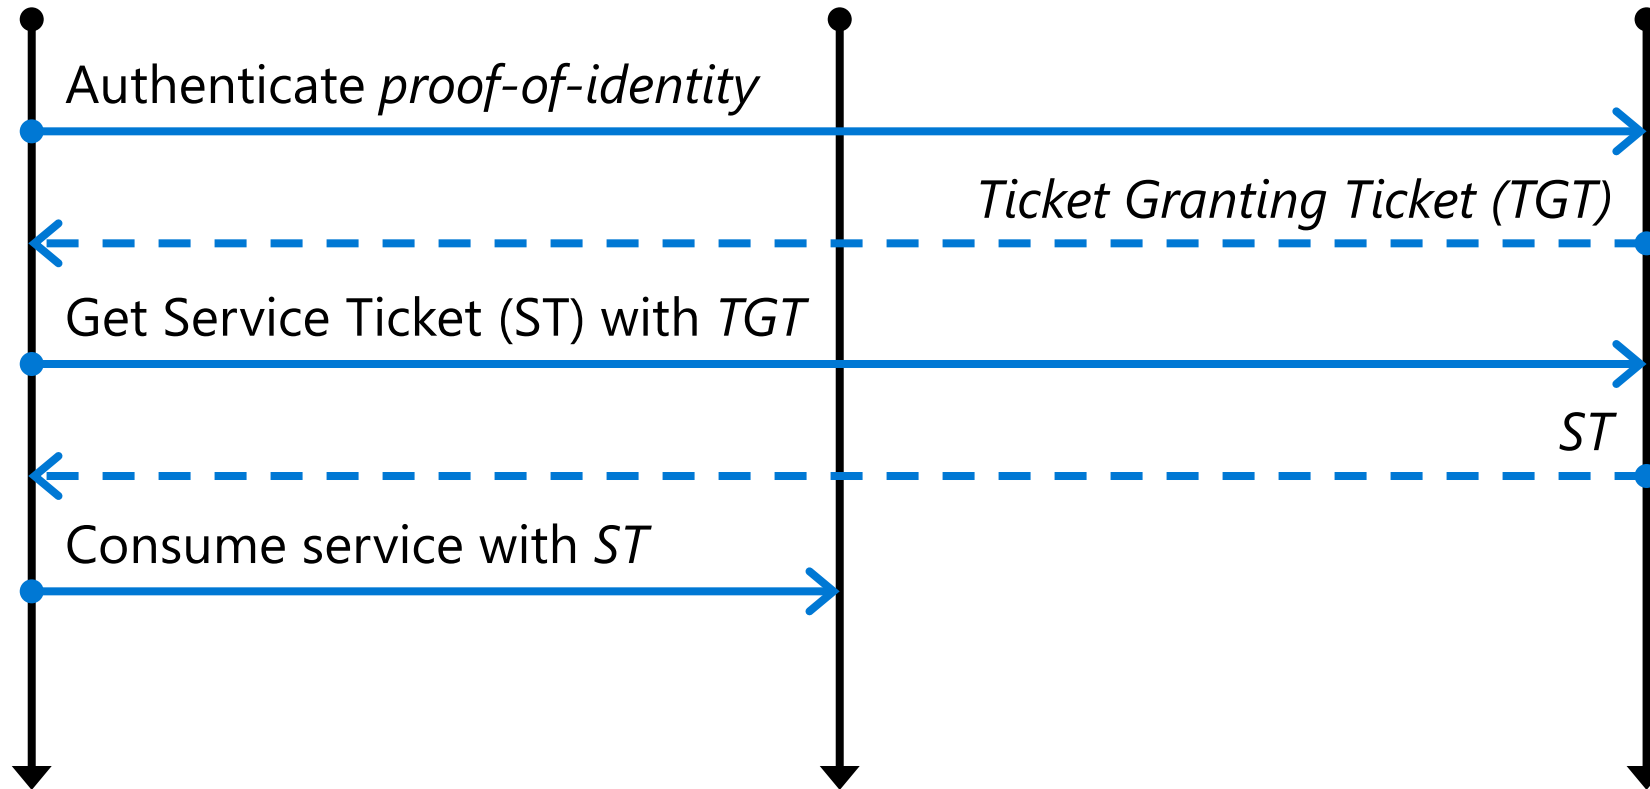 Authenticate proof-of-identity
Ticket Granting Ticket (TGT)
Get Service Ticket (ST) with TGT
ST
Consume service with ST